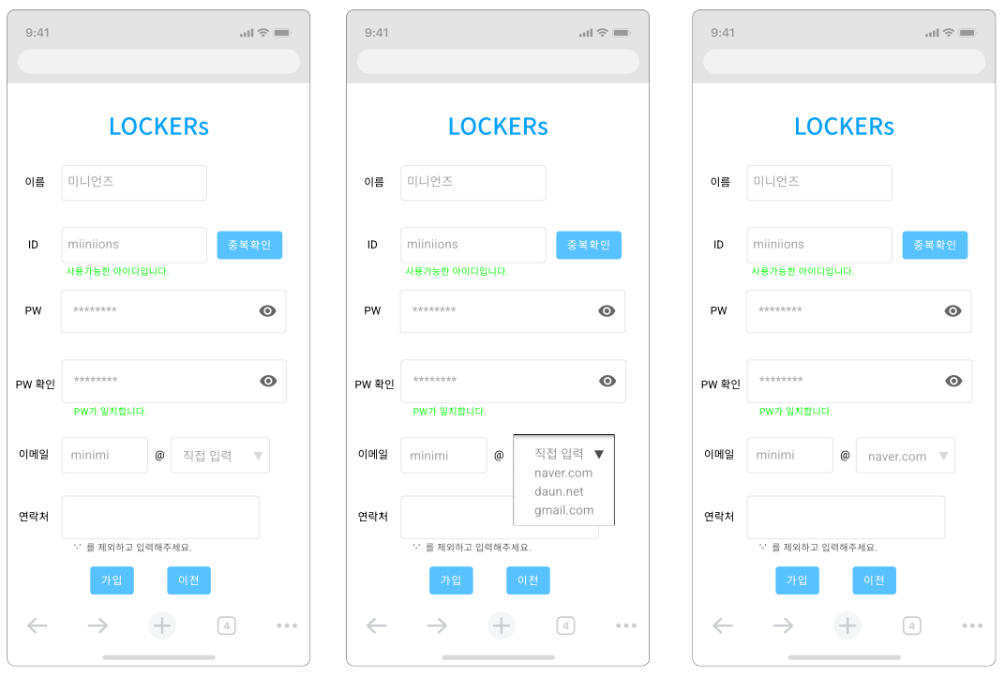 9:41
LOCKERs
이름 미니언즈
ID miiniions 중복확인
사용가능한 아이디입니다.
PW ********
PW 확인 ********
PW가 일치합니다.
이메일 minimi @ 직접 입력 ▼
연락처
'-' 를 제외하고 입력해주세요.
가입 이전
4
9:41
LOCKERs
이름 미니언즈
ID miiniions 중복확인
사용가능한 아이디입니다.
PW ********
PW 확인 ********
PW가 일치합니다.
이메일 minimi @ 직접 입력 ▼
naver.com
daun.net
gmail.com
연락처
'-' 를 제외하고 입력해주세요.
가입 이전
4
9:41
LOCKERs
이름 미니언즈
ID miiniions 중복확인
사용가능한 아이디입니다.
PW ********
PW 확인 ********
PW가 일치합니다.
이메일 minimi @ naver.com ▼
연락처
'-' 를 제외하고 입력해주세요.
가입 이전
4